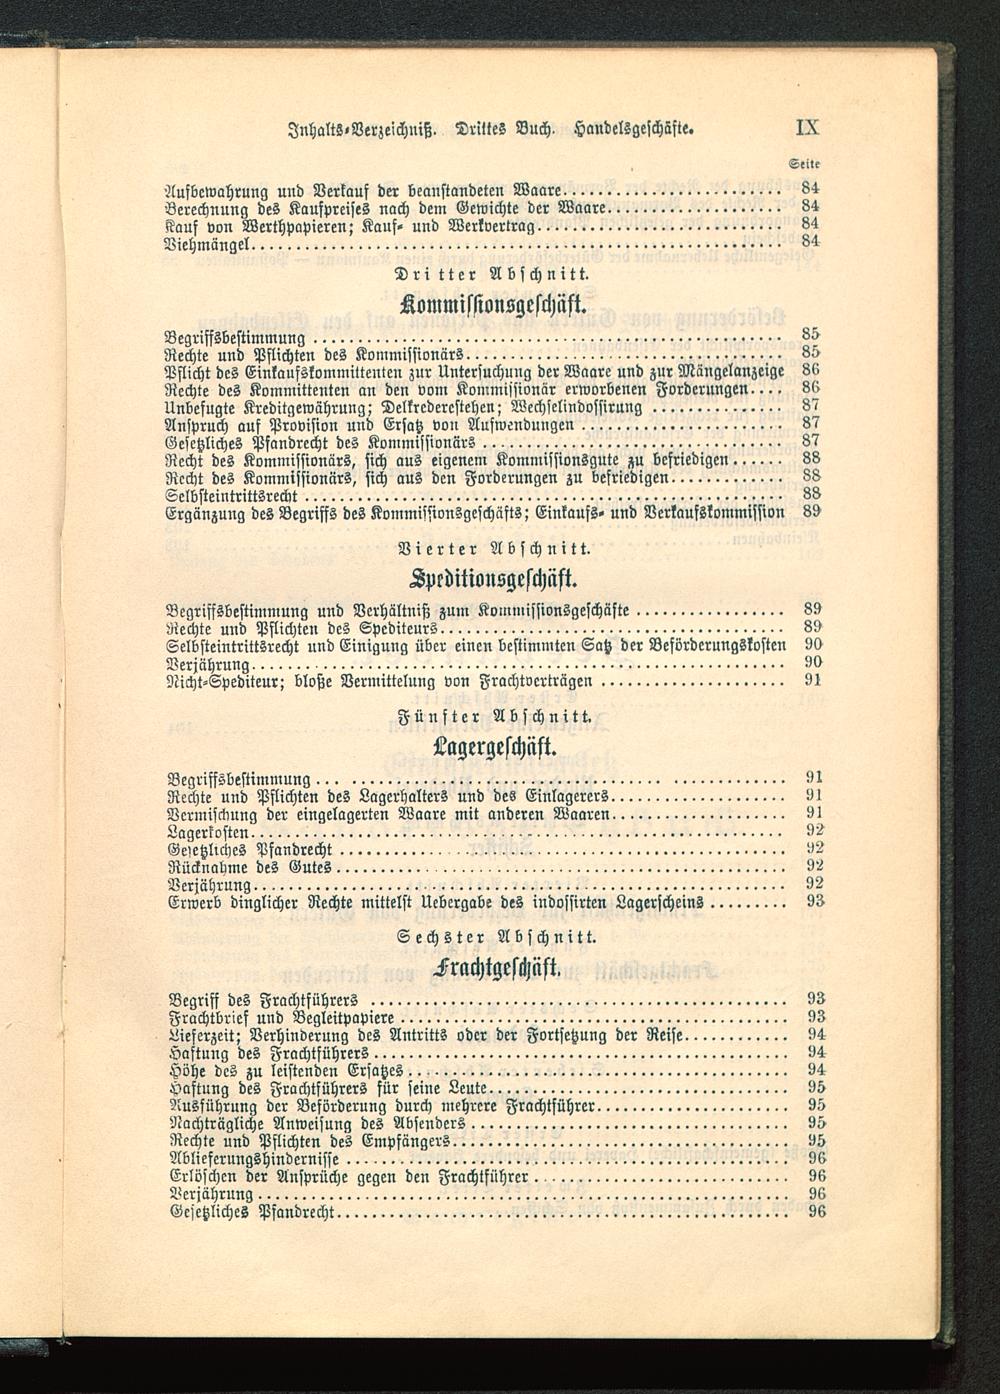 Inhalts-Verzeichniß. Drittes Buch. Handelsgeschäfte. IX
Seite
Aufbewahrung und Verkauf der beanstandeten Waare. 84
Berechnung des Kaufpreises nach dem Gewichte der Waare. 84
Kauf von Werthpapieren; Kauf- und Werkvertrag. 84
Viehmängel. 84
Dritter Abschnitt.
Kommissionsgeschäft.
Begriffsbestimmung 85
Rechte und Pflichten des Kommissionärs. 85
Pflicht des Einkaufskommittenten zur Untersuchung der Waare und zur Mängelanzeige 86
Rechte des Kommittenten an den vom Kommissionär erworbenen Forderungen. 86
Unbefugte Kreditgewährung; Delkrederestehen; Wechselindossirung 87
Anspruch auf Provision und Ersatz von Aufwendungen 87
Gesetzliches Pfandrecht des Kommissionärs 87
Recht des Kommissionärs, sich aus eigenem Kommissionsgute zu befriedigen 88
Recht des Kommissionärs, sich aus den Forderungen zu befriedigen. 88
Selbsteintrittsrecht 88
Ergänzung des Begriffs des Kommissionsgeschäfts; Einkaufs- und Verkaufskommission 89
Vierter Abschnitt.
Speditionsgeschäft.
Begriffsbestimmung und Verhältniß zum Kommissionsgeschäfte 89
Rechte und Pflichten des Spediteurs. 89
Selbsteintrittsrecht und Einigung über einen bestimmten Satz der Beförderungskosten 90
Verjährung. 90
Nicht-Spediteur; bloße Vermittelung von Frachtverträgen 91
Fünfter Abschnitt.
Lagergeschäft.
Begriffsbestimmung 91
Rechte und Pflichten des Lagerhalters und des Einlagerers. 91
Vermischung der eingelagerten Waare mit anderen Waaren. 91
Lagerkosten. 92
Gesetzliches Pfandrecht 92
Rücknahme des Gutes. 92
Verjährung. 92
Erwerb dinglicher Rechte mittelst Uebergabe des indossirten Lagerscheins 93
Sechster Abschnitt.
Frachtgeschäft.
Begriff des Frachtführers 93
Frachtbrief und Begleitpapiere 93
Lieferzeit; Verhinderung des Antritts oder der Fortsetzung der Reise. 94
Haftung des Frachtführers 94
Höhe des zu leistenden Ersatzes. 94
Haftung des Frachtführers für seine Leute. 95
Ausführung der Beförderung durch mehrere Frachtführer. 95
Nachträgliche Anweisung des Absenders 95
Rechte und Pflichten des Empfängers. 95
Ablieferungshindernisse 96
Erlöschen der Ansprüche gegen den Frachtführer 96
Verjährung 96
Gesetzliches Pfandrecht. 96